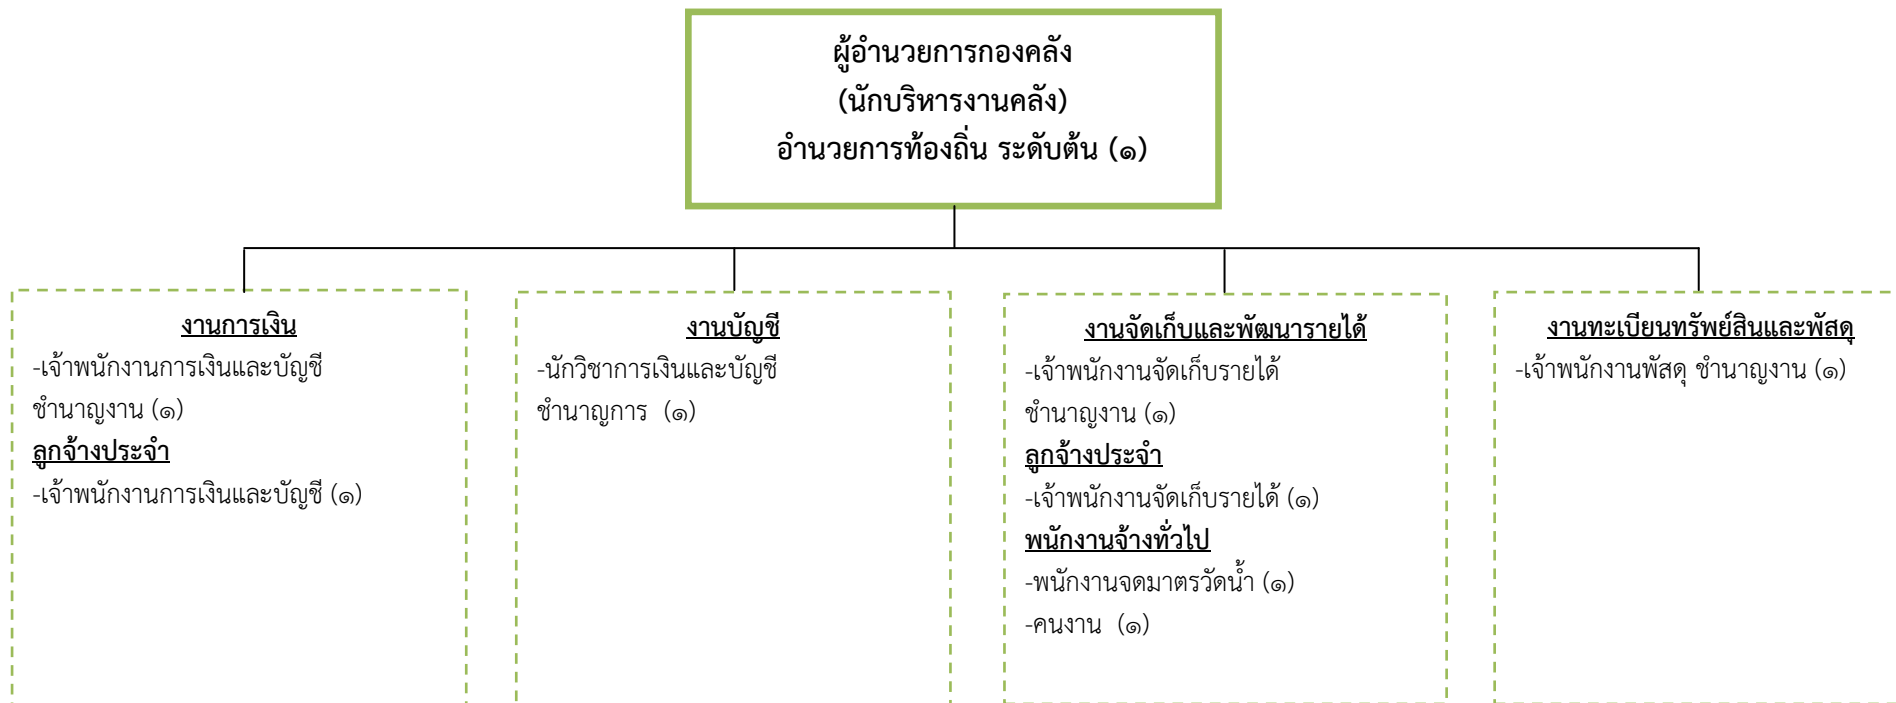 ผู้อำนวยการกองคลัง
(นักบริหารงานคลัง)
อำนวยการท้องถิ่น ระดับต้น (๑)
งานการเงิน
-เจ้าพนักงานการเงินและบัญชี
ชำนาญงาน (๑)
ลูกจ้างประจำ
-เจ้าพนักงานการเงินและบัญชี (๑)
งานบัญชี
-นักวิชาการเงินและบัญชี
ชำนาญการ (๑)
งานจัดเก็บและพัฒนารายได้
-เจ้าพนักงานจัดเก็บรายได้
ชำนาญงาน (๑)
ลูกจ้างประจำ
-เจ้าพนักงานจัดเก็บรายได้ (๑)
พนักงานจ้างทั่วไป
-พนักงานจดมาตรวัดน้ำ (๑)
-คนงาน (๑)
งานทะเบียนทรัพย์สินและพัสดุ
-เจ้าพนักงานพัสดุ ชำนาญงาน (๑)